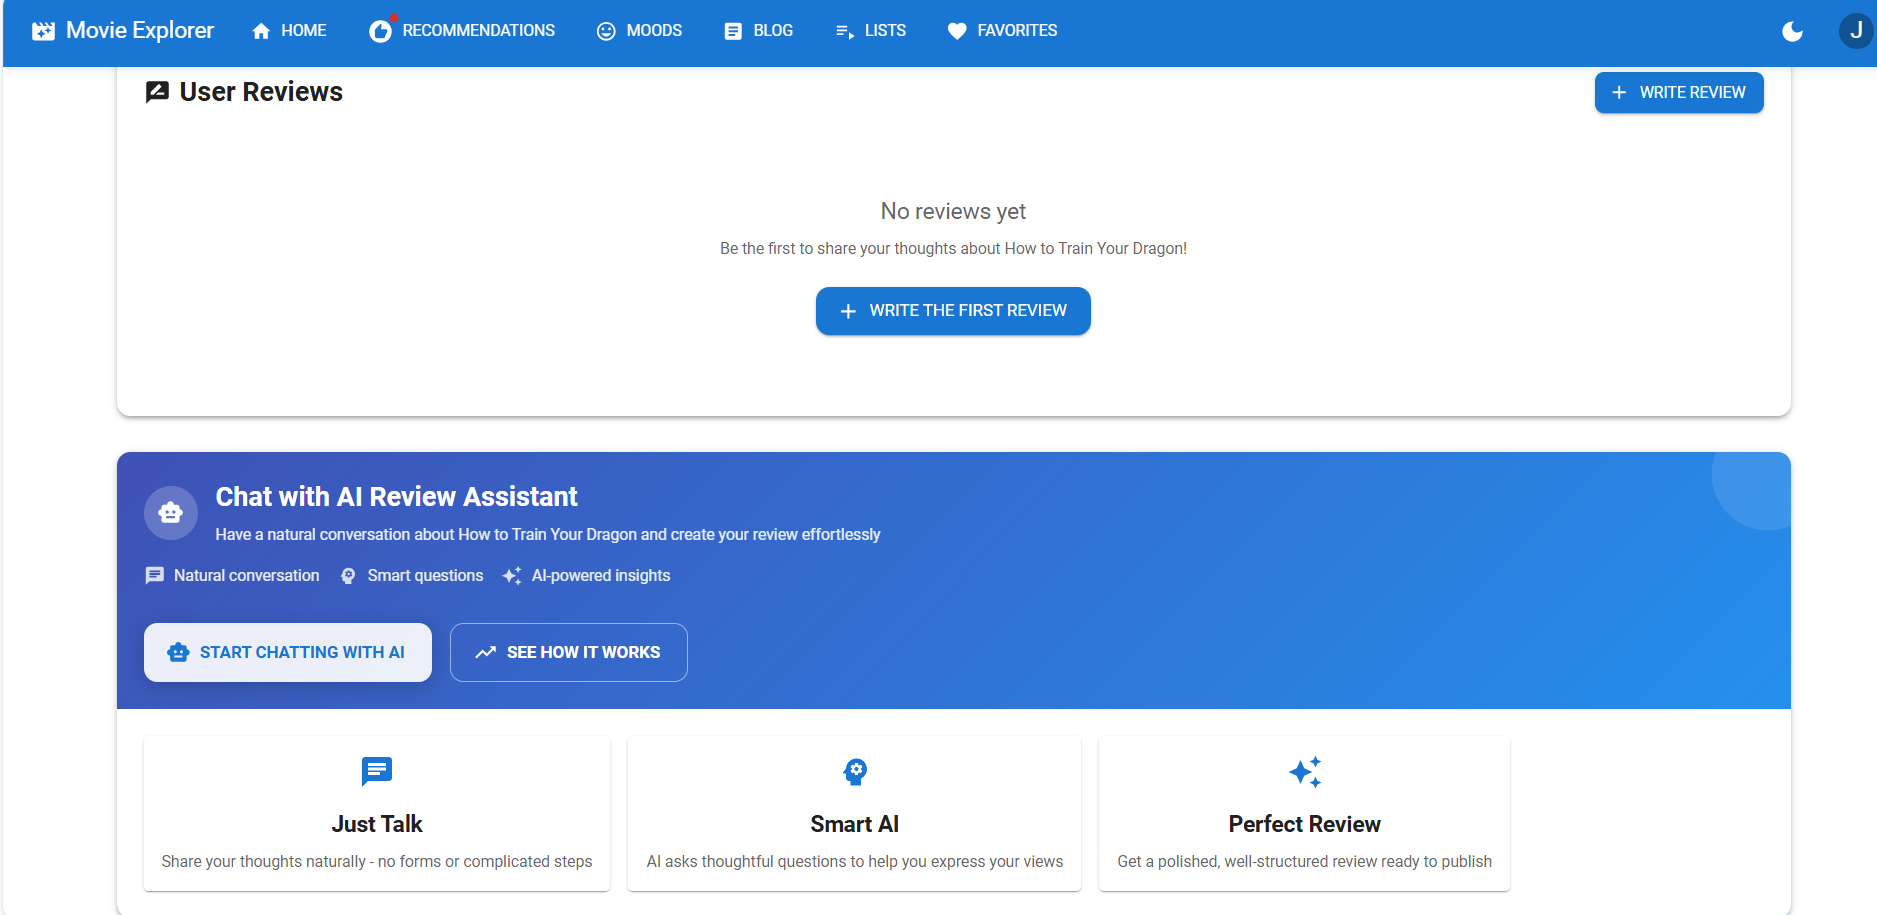 Movie Explorer HOME RECOMMENDATIONS MOODS BLOG LISTS FAVORITES J
User Reviews WRITE REVIEW
No reviews yet
Be the first to share your thoughts about How to Train Your Dragon!
WRITE THE FIRST REVIEW
Chat with AI Review Assistant
Have a natural conversation about How to Train Your Dragon and create your review effortlessly
Natural conversation Smart questions AI-powered insights
START CHATTING WITH AI SEE HOW IT WORKS
Just Talk
Share your thoughts naturally - no forms or complicated steps
Smart AI
AI asks thoughtful questions to help you express your views
Perfect Review
Get a polished, well-structured review ready to publish